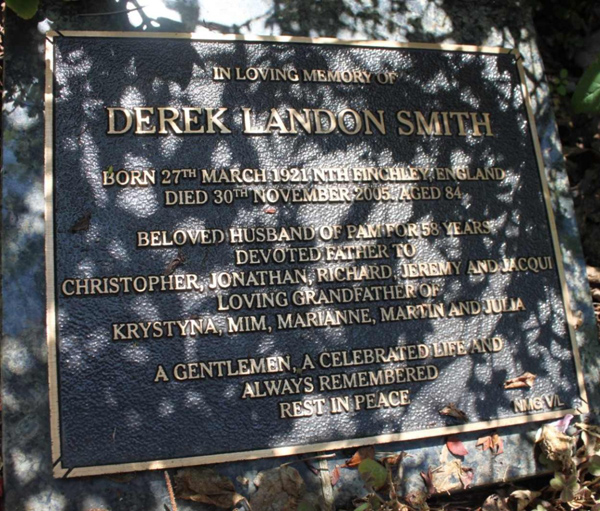 IN LOVING MEMORY OF
DEREK LANDON SMITH
BORN 27TH MARCH 1921 NTH FINCHLEY, ENGLAND
DIED 30TH NOVEMBER 2005, AGED 84
BELOVED HUSBAND OF PAM FOR 58 YEARS
DEVOTED FATHER TO
CHRISTOPHER, JONATHAN, RICHARD, JEREMY AND JACQUI
LOVING GRANDFATHER OF
KRYSTYNA, MIM, MARIANNE, MARTIN AND JULIA
A GENTLEMEN, A CELEBRATED LIFE AND
ALWAYS REMEMBERED
REST IN PEACE
NMG V/L